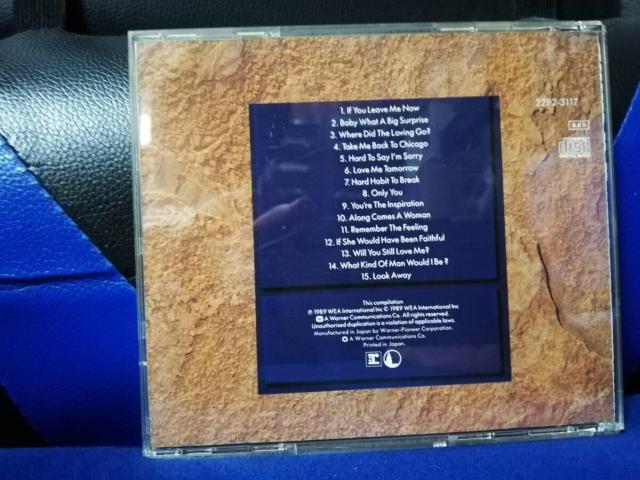 22P2-3117
AAD
COMPACT
disc
1. If You Leave Me Now
2. Baby What A Big Surprise
3. Where Did The Loving Go?
4. Take Me Back To Chicago
5. Hard To Say I'm Sorry
6. Love Me Tomorrow
7. Hard Habit To Break
8. Only You
9. You're The Inspiration
10. Along Comes A Woman
11. Remember The Feeling
12. If She Would Have Been Faithful
13. Will You Still Love Me?
14. What Kind Of Man Would I Be ?
15. Look Away
This compilation
℗ 1989 WEA International Inc © 1989 WEA International Inc
A Warner Communications Co. All rights reserved.
Unauthorised duplication is a violation of applicable laws.
Manufactured in Japan by Warner-Pioneer Corporation.
A Warner Communications Co.
Printed in Japan.